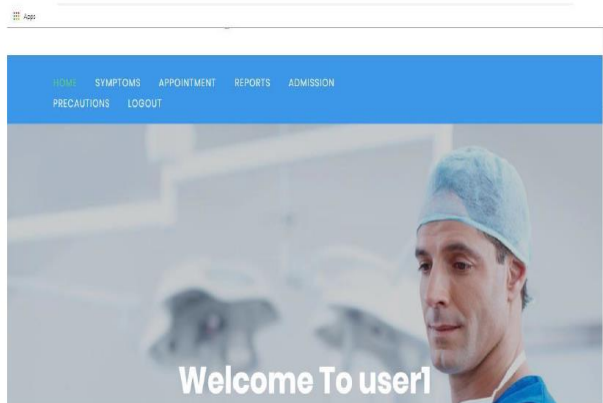 Apps
HOME SYMPTOMS APPOINTMENT REPORTS ADMISSION
PRECAUTIONS LOGOUT
Welcome To user1